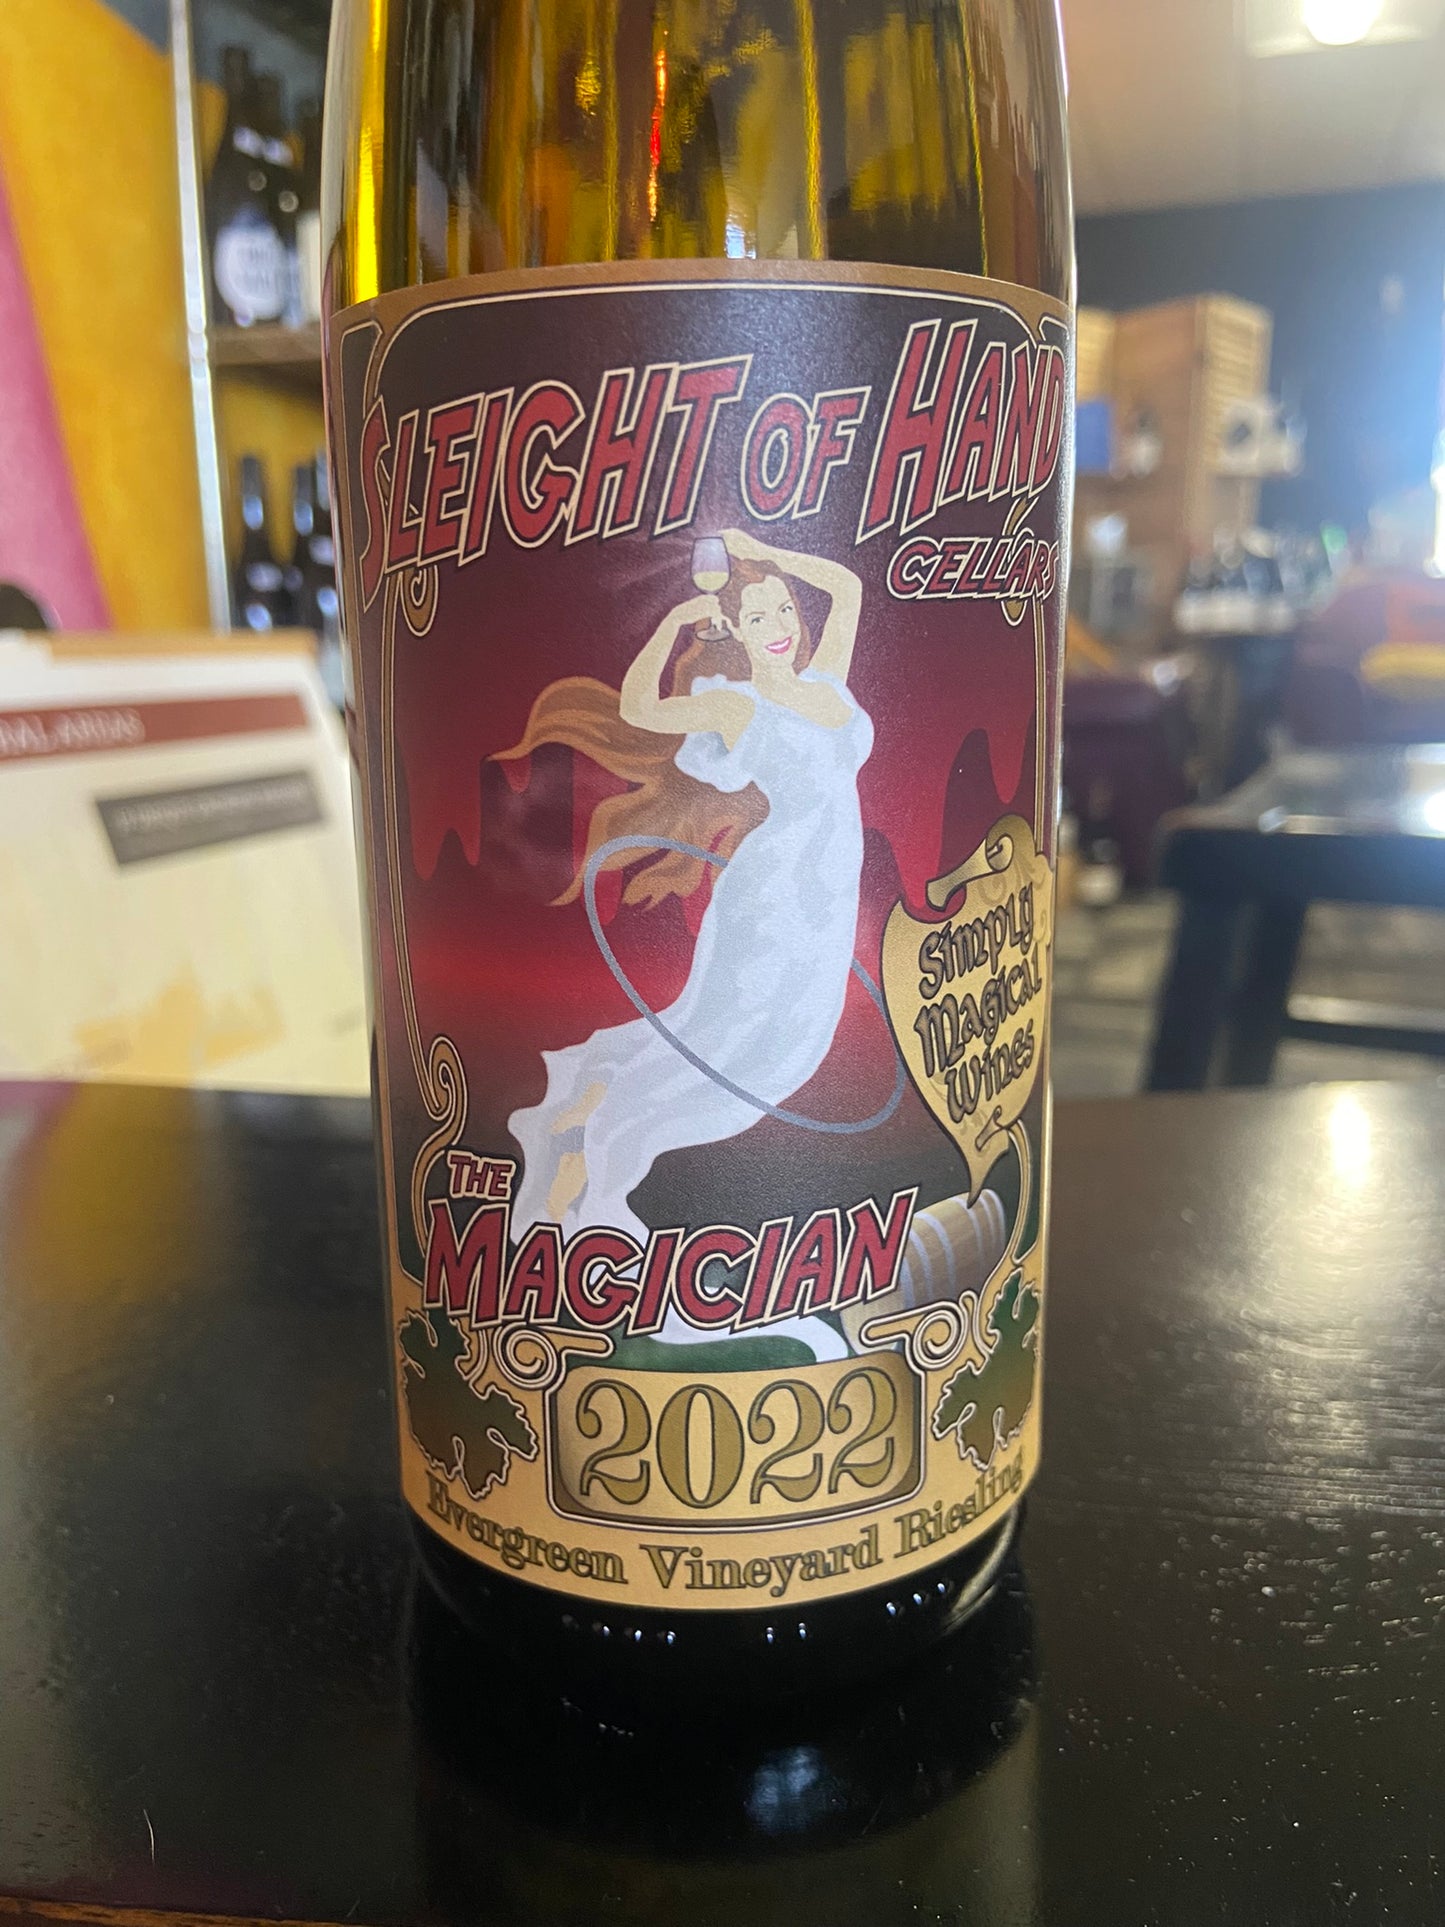 SLEIGHT OF HAND
CELLARS
Simply
Magical
Wines
THE
MAGICIAN
2022
Evergreen Vineyard Riesling